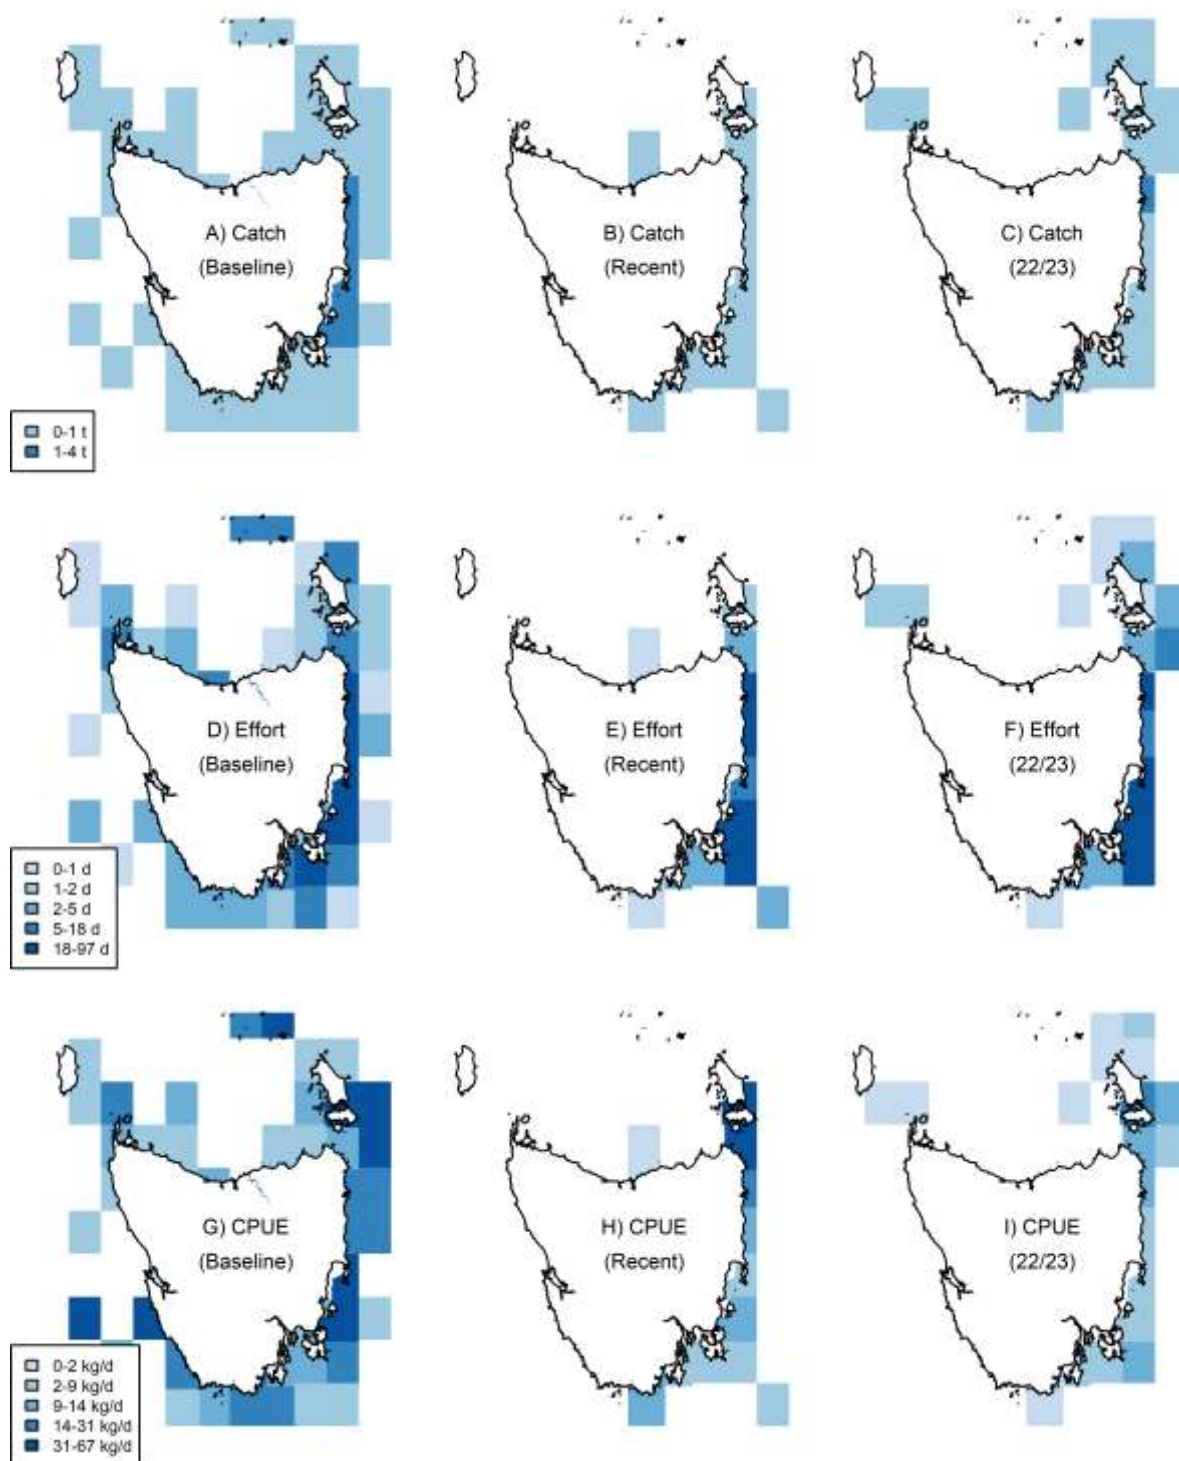 A) Catch
(Baseline)
B) Catch
(Recent)
C) Catch
(22/23)
0-1 t
1-4 t
D) Effort
(Baseline)
E) Effort
(Recent)
F) Effort
(22/23)
0-1 d
1-2 d
2-5 d
5-18 d
18-97 d
G) CPUE
(Baseline)
H) CPUE
(Recent)
I) CPUE
(22/23)
0-2 kg/d
2-9 kg/d
9-14 kg/d
14-31 kg/d
31-67 kg/d